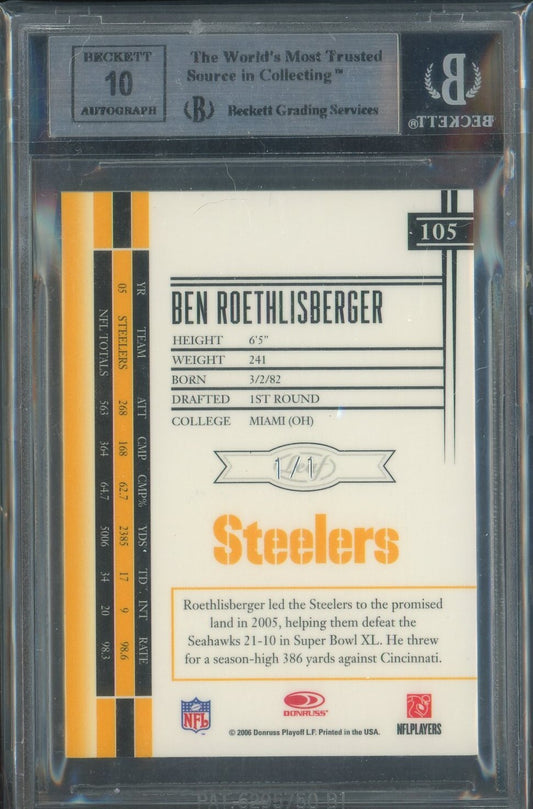 BECKETT
10
AUTOGRAPH
The World's Most Trusted
Source in Collecting™
B Beckett Grading Services
B
BECKETT®
105
BEN ROETHLISBERGER
HEIGHT 6'5"
WEIGHT 241
BORN 3/2/82
DRAFTED 1ST ROUND
COLLEGE MIAMI (OH)
Leaf
1/1
Steelers
Roethlisberger led the Steelers to the promised
land in 2005, helping them defeat the
Seahawks 21-10 in Super Bowl XL. He threw
for a season-high 386 yards against Cincinnati.
YR TEAM ATT CMP CMP% YDS TD INT RATE
05 STEELERS 268 168 62.7 2385 17 9 98.6
NFL TOTALS 563 364 64.7 5006 34 20 98.3
NFL
DONRUSS
NFLPLAYERS
© 2006 Donruss Playoff L.P. Printed in the USA.